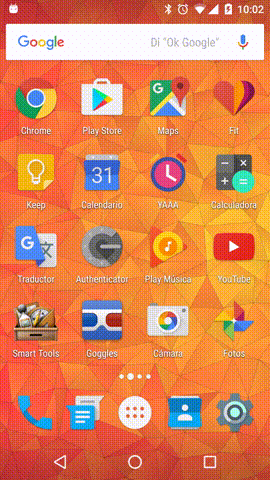 10:02
Google Di "Ok Google"
Chrome Play Store Maps Fit
31
Keep Calendario YAAA Calculadora
Traductor Authenticator Play Música YouTube
Smart Tools Goggles Cámara Fotos